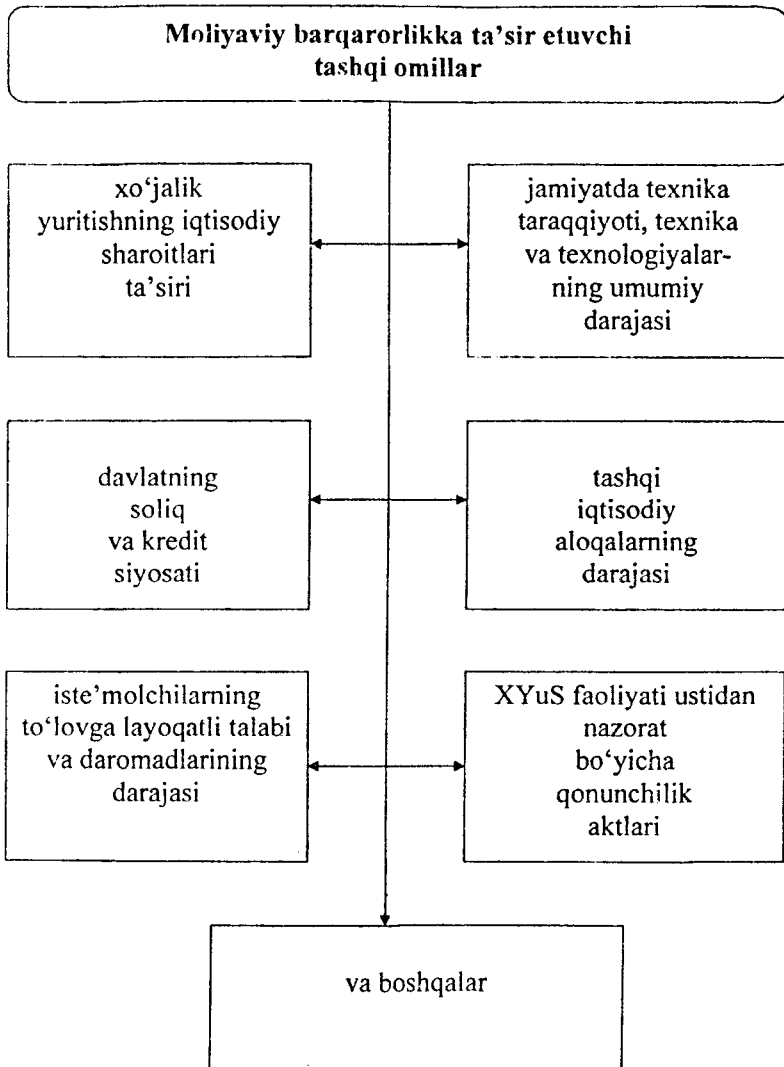 Moliyaviy barqarorlikka ta’sir etuvchi
tashqi omillar
xo‘jalik
yuritishning iqtisodiy
sharoitlari
ta’siri
jamiyatda texnika
taraqqiyoti, texnika
va texnologiyalar-
ning umumiy
darajasi
davlatning
soliq
va kredit
siyosati
tashqi
iqtisodiy
aloqalarning
darajasi
iste’molchilarning
to‘lovga layoqatli talabi
va daromadlarining
darajasi
XYuS faoliyati ustidan
nazorat
bo‘yicha
qonunchilik
aktlari
va boshqalar